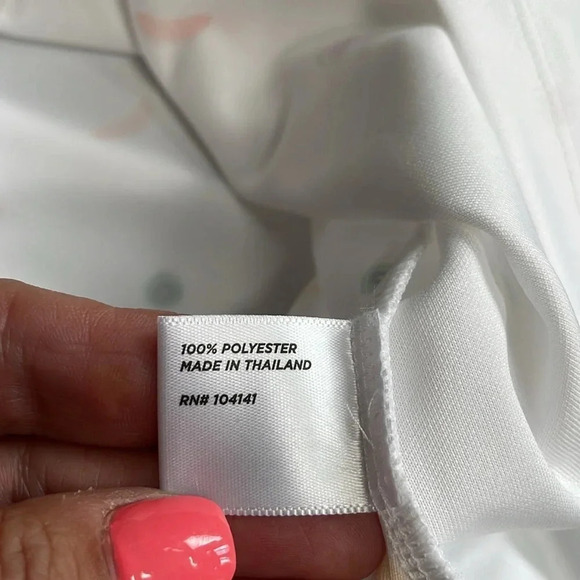 100% POLYESTER
MADE IN THAILAND
RN# 104141